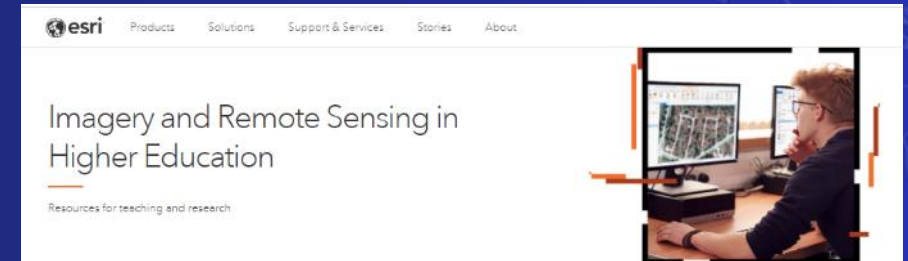 esri
Products Solutions Support & Services Stories About
Imagery and Remote Sensing in
Higher Education
Resources for teaching and research